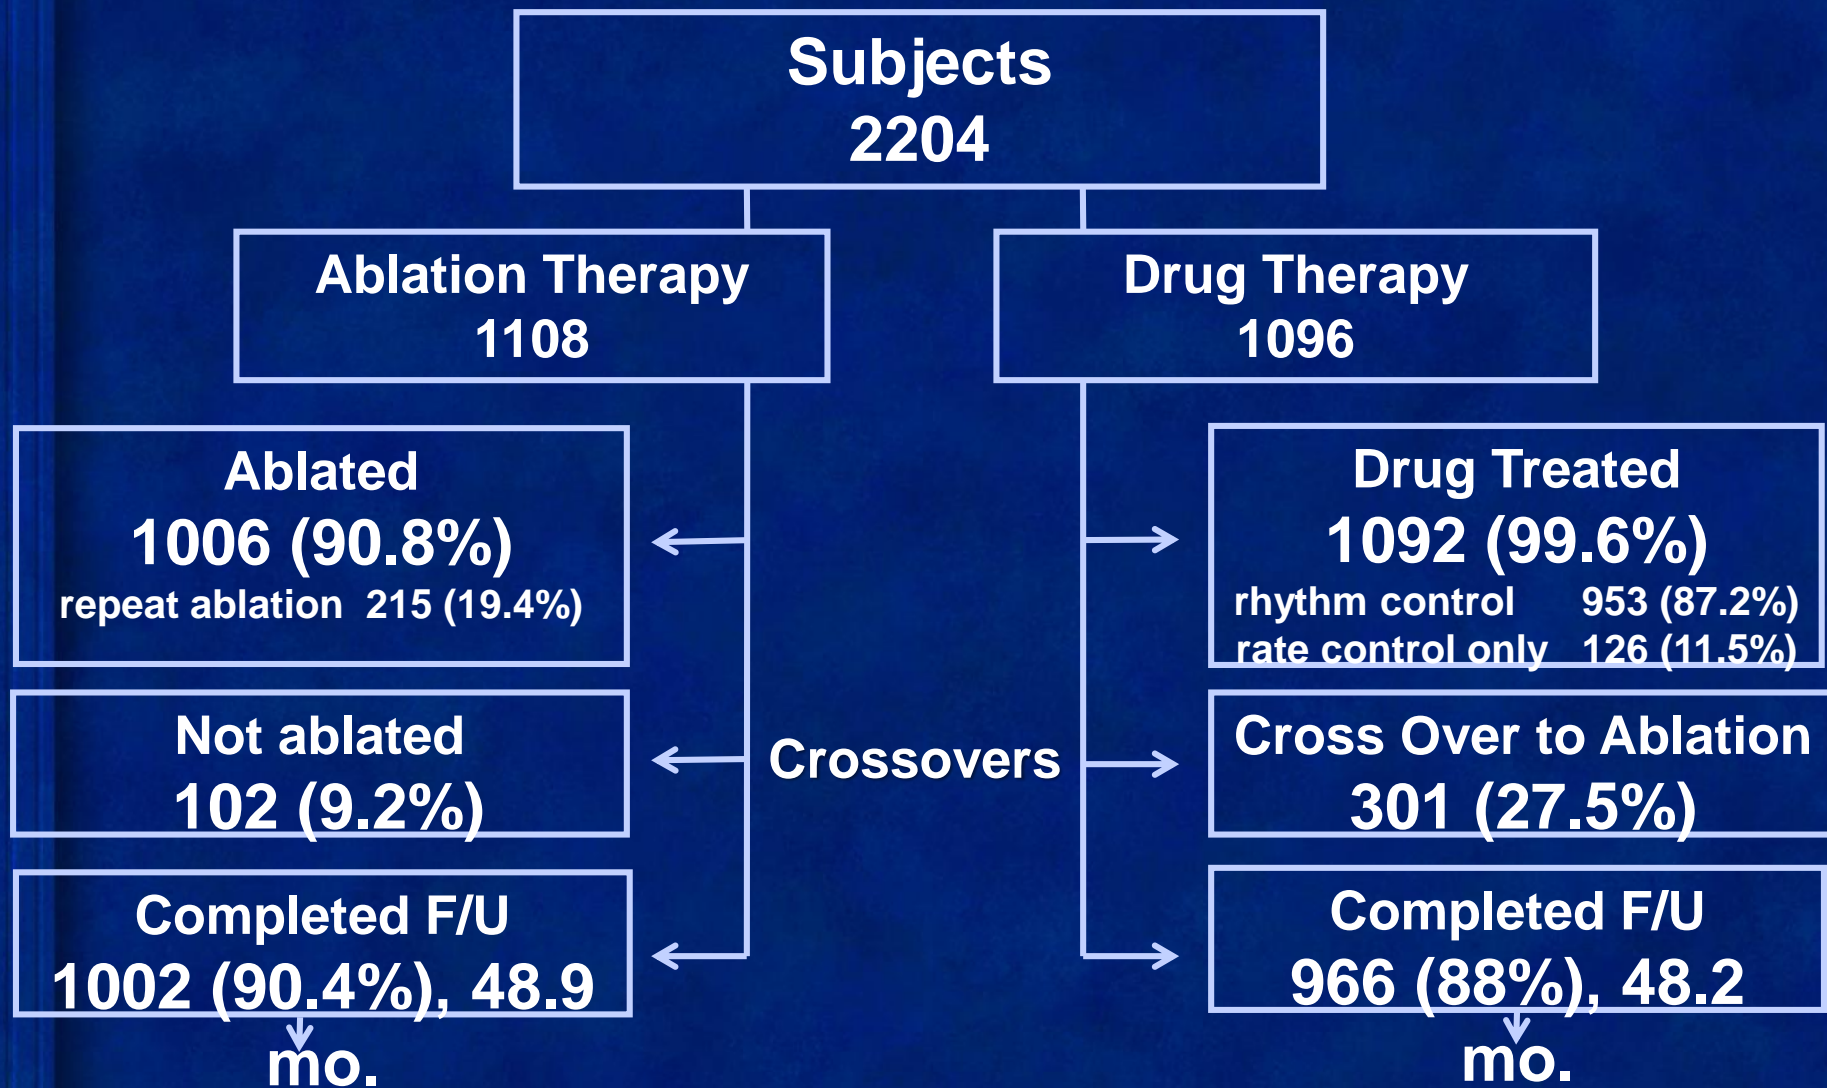 Subjects
2204
Ablation Therapy
1108
Drug Therapy
1096
Ablated
1006 (90.8%)
repeat ablation 215 (19.4%)
Drug Treated
1092 (99.6%)
rhythm control 953 (87.2%)
rate control only 126 (11.5%)
Not ablated
102 (9.2%)
Crossovers
Cross Over to Ablation
301 (27.5%)
Completed F/U
1002 (90.4%), 48.9
mo.
Completed F/U
966 (88%), 48.2
mo.